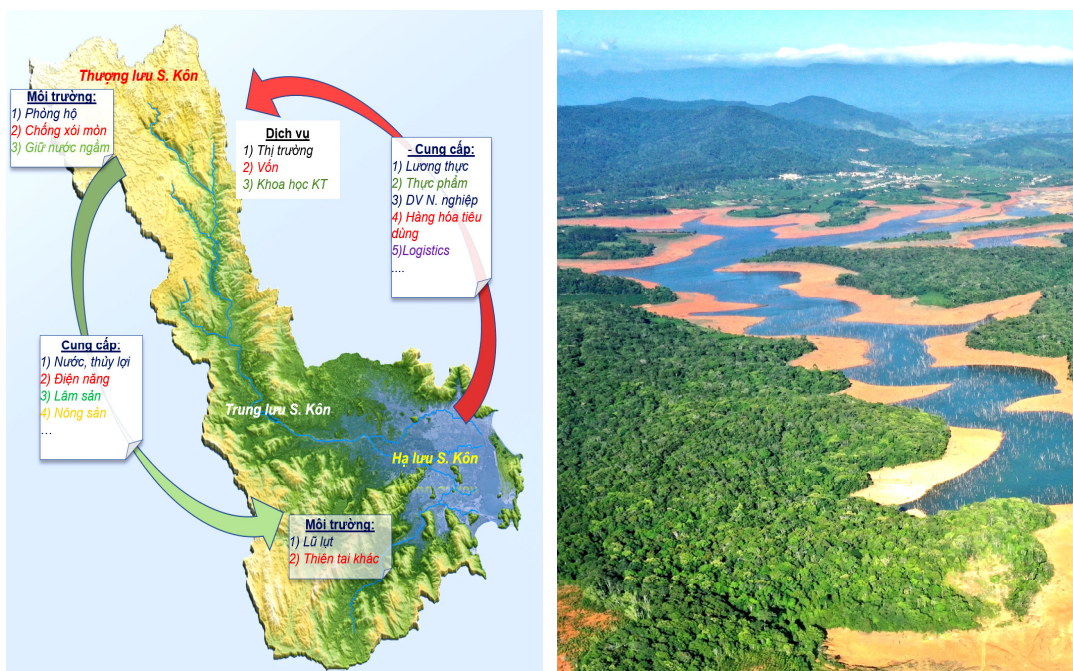 Thượng lưu S. Kôn
Môi trường:
1) Phòng hộ
2) Chống xói mòn
3) Giữ nước ngầm
Dịch vụ
1) Thị trường
2) Vốn
3) Khoa học KT
- Cung cấp:
1) Lương thực
2) Thực phẩm
3) DV N. nghiệp
4) Hàng hóa tiêu
dùng
5)Logistics
....
Cung cấp:
1) Nước, thủy lợi
2) Điện năng
3) Lâm sản
4) Nông sản
...
Trung lưu S. Kôn
Hạ lưu S. Kôn
Môi trường:
1) Lũ lụt
2) Thiên tai khác